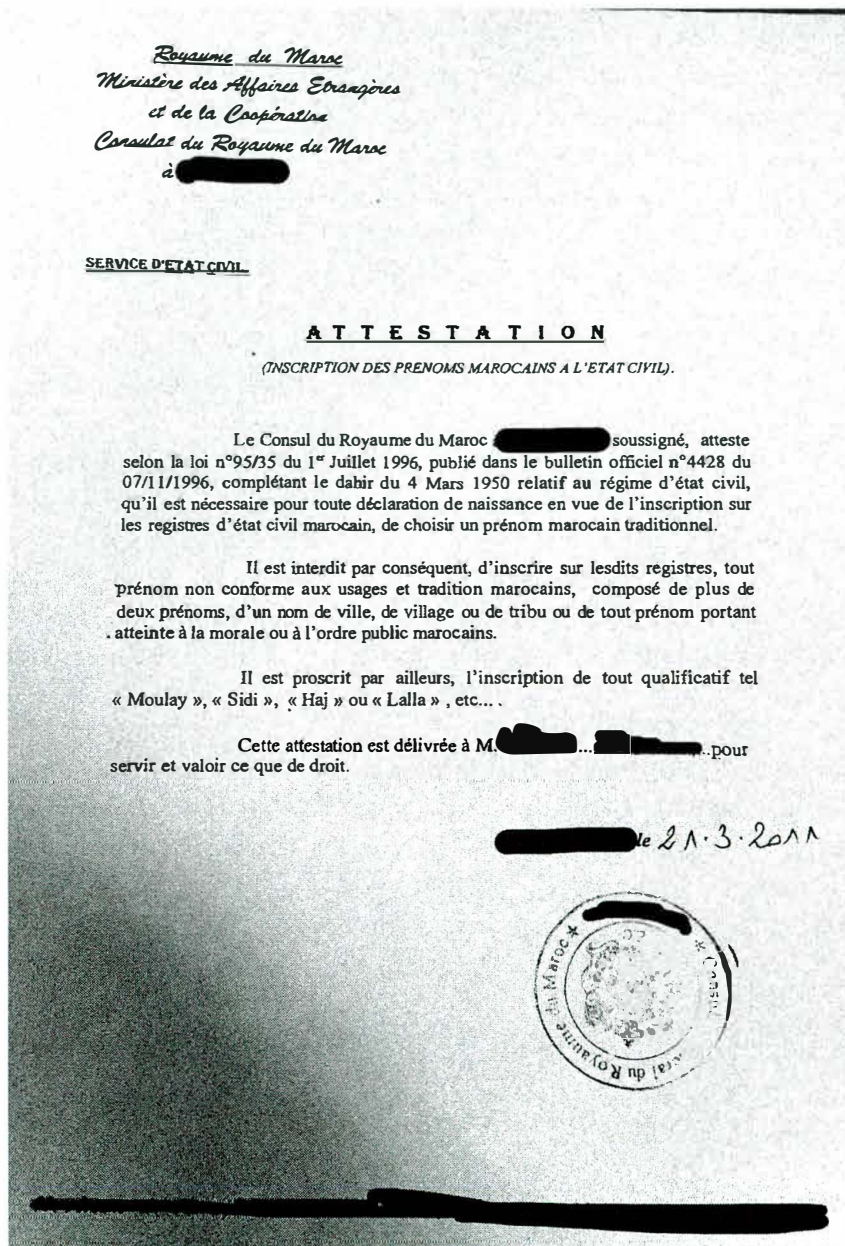 Royaume du Maroc
Ministère des Affaires Etrangères
et de la Coopération
Consulat du Royaume du Maroc
à
SERVICE D'ETAT CIVIL
ATTESTATION
(INSCRIPTION DES PRENOMS MAROCAINS A L'ETAT CIVIL).
Le Consul du Royaume du Maroc soussigné, atteste
selon la loi n°95/35 du 1er Juillet 1996, publié dans le bulletin officiel n°4428 du
07/11/1996, complétant le dahir du 4 Mars 1950 relatif au régime d'état civil,
qu'il est nécessaire pour toute déclaration de naissance en vue de l'inscription sur
les registres d'état civil marocain, de choisir un prénom marocain traditionnel.
Il est interdit par conséquent, d'inscrire sur lesdits registres, tout
prénom non conforme aux usages et tradition marocains, composé de plus de
deux prénoms, d'un nom de ville, de village ou de tribu ou de tout prénom portant
atteinte à la morale ou à l'ordre public marocains.
Il est proscrit par ailleurs, l'inscription de tout qualificatif tel
« Moulay », « Sidi », « Haj » ou « Lalla » , etc... .
Cette attestation est délivrée à M. ... ..pour
servir et valoir ce que de droit.
le 21.3.2011
du Royaume du Maroc